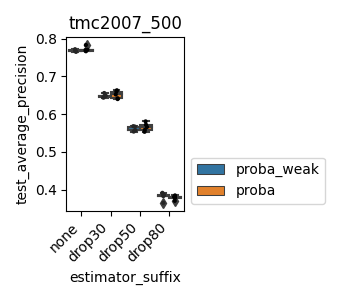 tmc2007_500
test_average_precision
0.8
0.7
0.6
0.5
0.4
none
drop30
drop50
drop80
estimator_suffix
proba_weak
proba